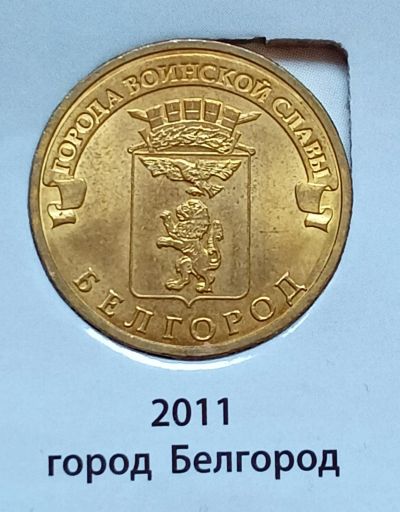 ГОРОДА ВОИНСКОЙ СЛАВЫ
БЕЛГОРОД
2011
город Белгород